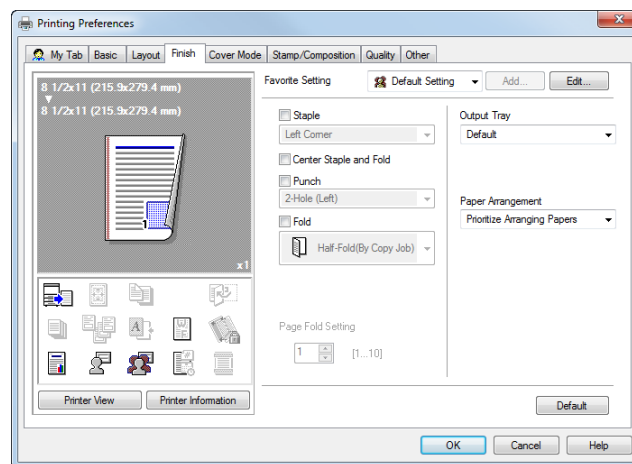 Printing Preferences
My Tab Basic Layout Finish Cover Mode Stamp/Composition Quality Other
8 1/2x11 (215.9x279.4 mm)
8 1/2x11 (215.9x279.4 mm)
1
x1
Printer View
Printer Information
Favorite Setting
Default Setting
Add...
Edit...
Staple
Left Corner
Center Staple and Fold
Punch
2-Hole (Left)
Fold
Half-Fold(By Copy Job)
Page Fold Setting
1 [1...10]
Output Tray
Default
Paper Arrangement
Prioritize Arranging Papers
Default
OK Cancel Help